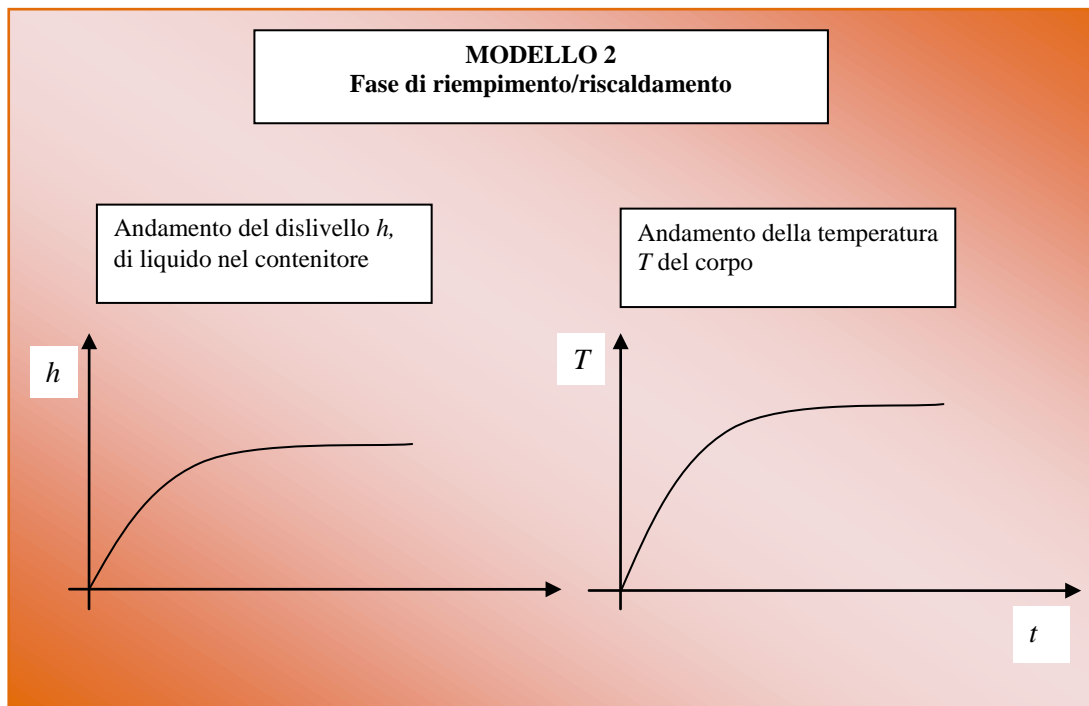 MODELLO 2
Fase di riempimento/riscaldamento
Andamento del dislivello h,
di liquido nel contenitore
Andamento della temperatura
T del corpo
h
T
t